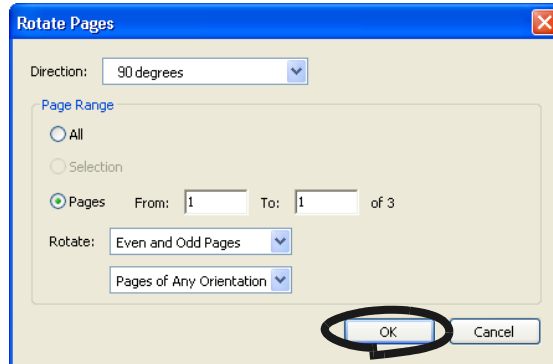 Rotate Pages
Direction: 90 degrees
Page Range
All
Selection
Pages From: 1 To: 1 of 3
Rotate: Even and Odd Pages
Pages of Any Orientation
OK Cancel